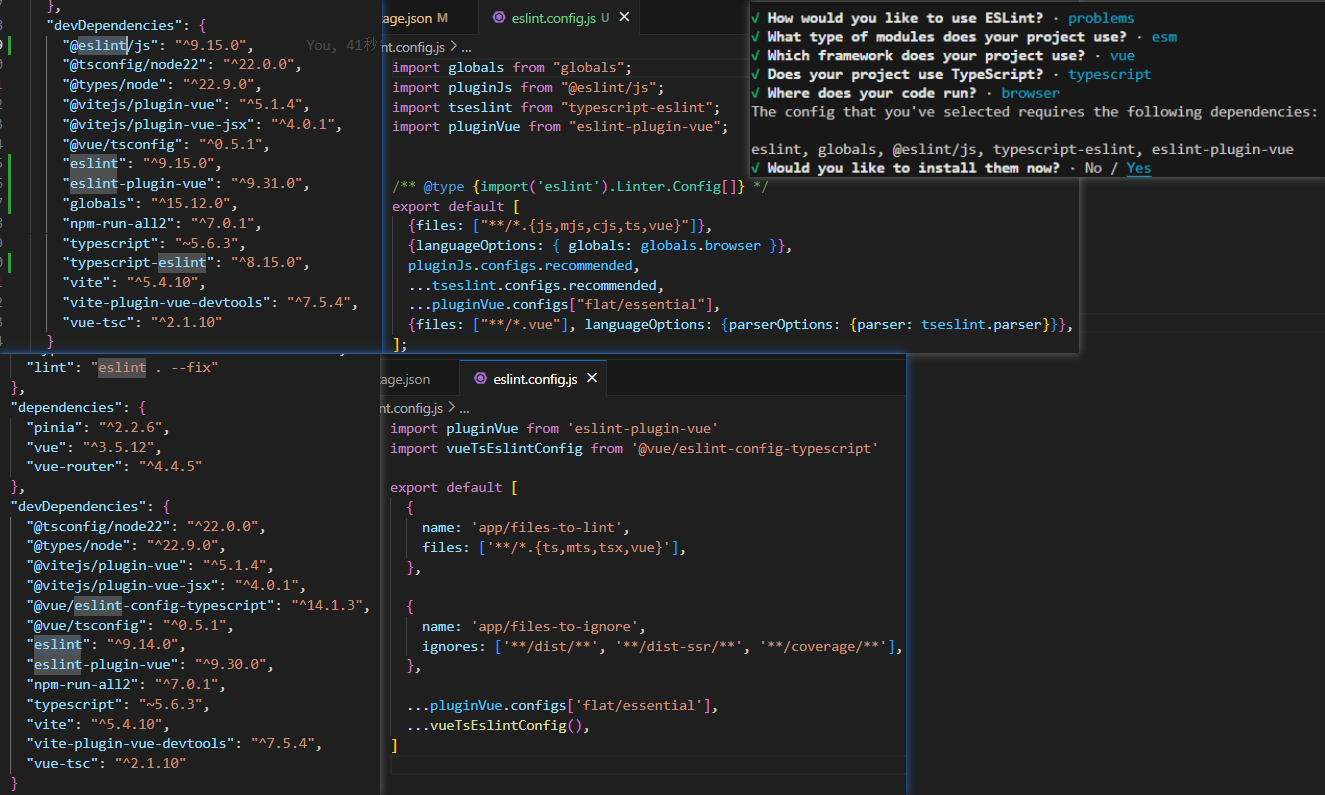 },
"devDependencies": {
"@eslint/js": "^9.15.0", You, 41秒
"@tsconfig/node22": "^22.0.0",
"@types/node": "^22.9.0",
"@vitejs/plugin-vue": "^5.1.4",
"@vitejs/plugin-vue-jsx": "^4.0.1",
"@vue/tsconfig": "^0.5.1",
"eslint": "^9.15.0",
"eslint-plugin-vue": "^9.31.0",
"globals": "^15.12.0",
"npm-run-all2": "^7.0.1",
"typescript": "~5.6.3",
"typescript-eslint": "^8.15.0",
"vite": "^5.4.10",
"vite-plugin-vue-devtools": "^7.5.4",
"vue-tsc": "^2.1.10"
}
age.json M
eslint.config.js U ×
nt.config.js > ...
import globals from "globals";
import pluginJs from "@eslint/js";
import tseslint from "typescript-eslint";
import pluginVue from "eslint-plugin-vue";
/** @type {import('eslint').Linter.Config[]} */
export default [
{files: ["**/*.{js,mjs,cjs,ts,vue}"]},
{languageOptions: { globals: globals.browser }},
pluginJs.configs.recommended,
...tseslint.configs.recommended,
...pluginVue.configs["flat/essential"],
{files: ["**/*.vue"], languageOptions: {parserOptions: {parser: tseslint.parser}}},
];
√ How would you like to use ESLint? · problems
√ What type of modules does your project use? · esm
√ Which framework does your project use? · vue
√ Does your project use TypeScript? · typescript
√ Where does your code run? · browser
The config that you've selected requires the following dependencies:
eslint, globals, @eslint/js, typescript-eslint, eslint-plugin-vue
√ Would you like to install them now? · No / Yes
"lint": "eslint . --fix"
},
"dependencies": {
"pinia": "^2.2.6",
"vue": "^3.5.12",
"vue-router": "^4.4.5"
},
"devDependencies": {
"@tsconfig/node22": "^22.0.0",
"@types/node": "^22.9.0",
"@vitejs/plugin-vue": "^5.1.4",
"@vitejs/plugin-vue-jsx": "^4.0.1",
"@vue/eslint-config-typescript": "^14.1.3",
"@vue/tsconfig": "^0.5.1",
"eslint": "^9.14.0",
"eslint-plugin-vue": "^9.30.0",
"npm-run-all2": "^7.0.1",
"typescript": "~5.6.3",
"vite": "^5.4.10",
"vite-plugin-vue-devtools": "^7.5.4",
"vue-tsc": "^2.1.10"
}
age.json
eslint.config.js ×
nt.config.js > ...
import pluginVue from 'eslint-plugin-vue'
import vueTsEslintConfig from '@vue/eslint-config-typescript'
export default [
{
name: 'app/files-to-lint',
files: ['**/*.{ts,mts,tsx,vue}'],
},
{
name: 'app/files-to-ignore',
ignores: ['**/dist/**', '**/dist-ssr/**', '**/coverage/**'],
},
...pluginVue.configs['flat/essential'],
...vueTsEslintConfig(),
]